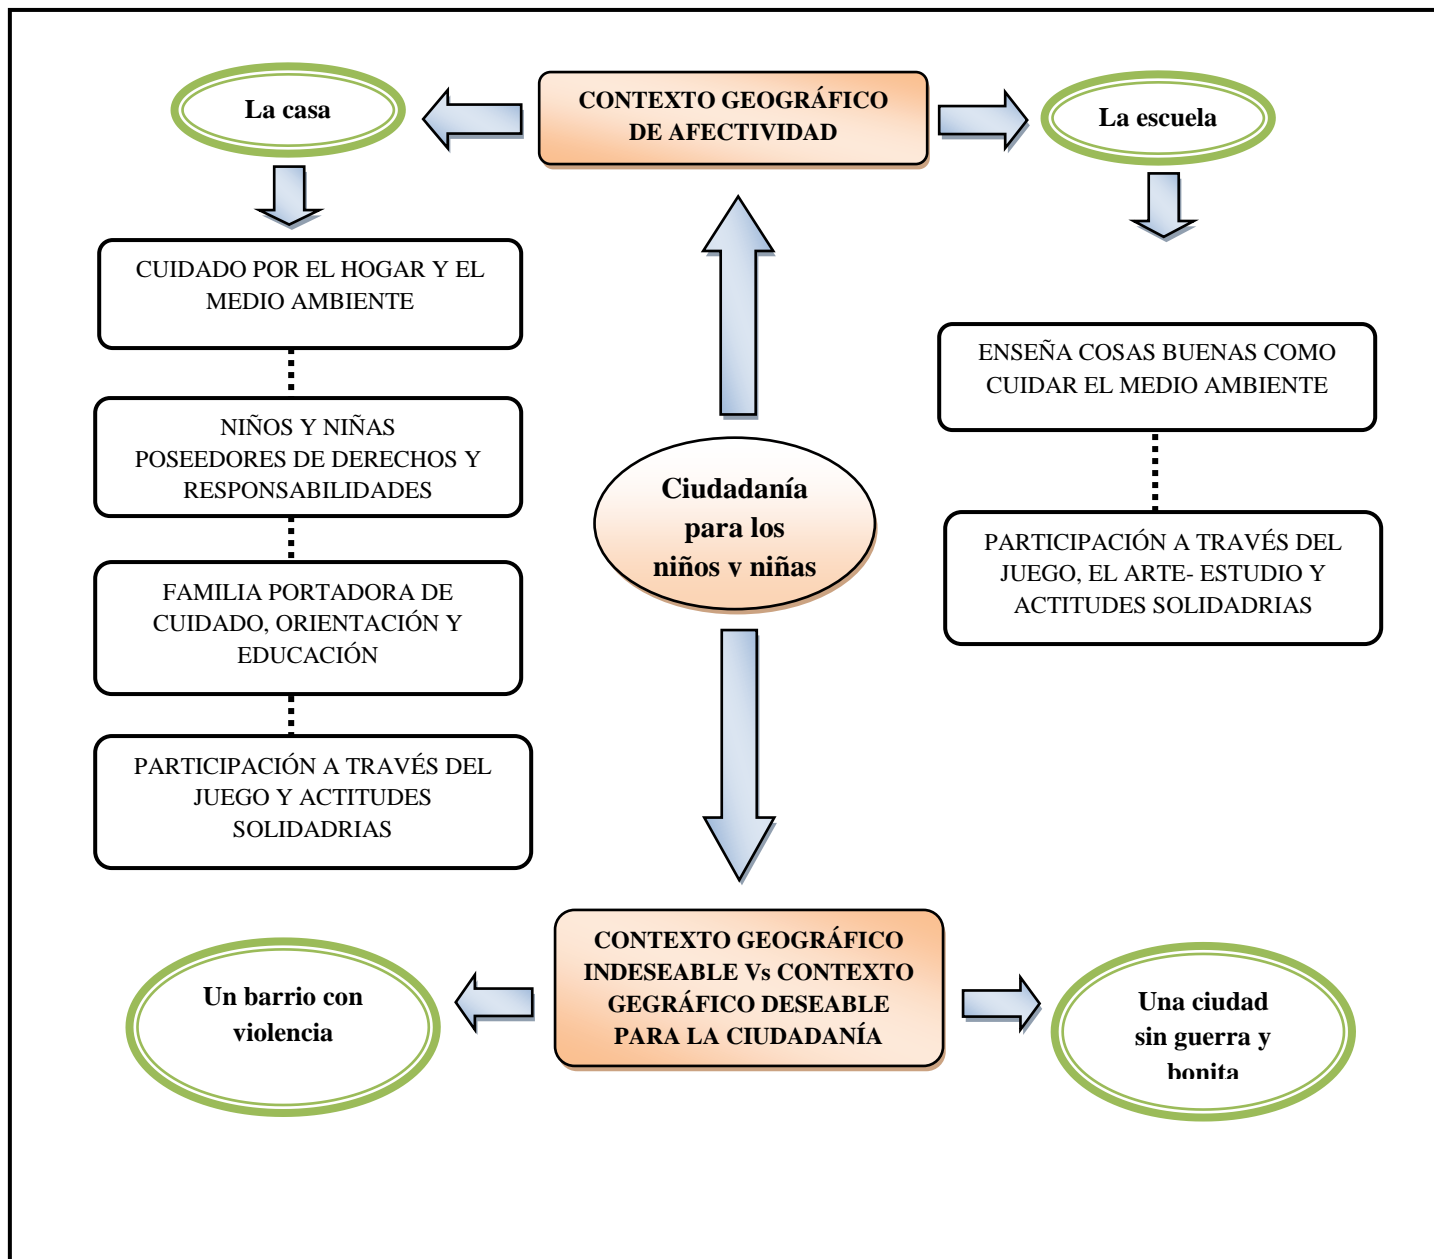 CONTEXTO GEOGRÁFICO
DE AFECTIVIDAD
La casa
La escuela
CUIDADO POR EL HOGAR Y EL
MEDIO AMBIENTE
NIÑOS Y NIÑAS
POSEEDORES DE DERECHOS Y
RESPONSABILIDADES
FAMILIA PORTADORA DE
CUIDADO, ORIENTACIÓN Y
EDUCACIÓN
PARTICIPACIÓN A TRAVÉS DEL
JUEGO Y ACTITUDES
SOLIDADRIAS
ENSEÑA COSAS BUENAS COMO
CUIDAR EL MEDIO AMBIENTE
PARTICIPACIÓN A TRAVÉS DEL
JUEGO, EL ARTE- ESTUDIO Y
ACTITUDES SOLIDADRIAS
Ciudadanía
para los
niños y niñas
CONTEXTO GEOGRÁFICO
INDESEABLE Vs CONTEXTO
GEGRÁFICO DESEABLE
PARA LA CIUDADANÍA
Un barrio con
violencia
Una ciudad
sin guerra y
bonita